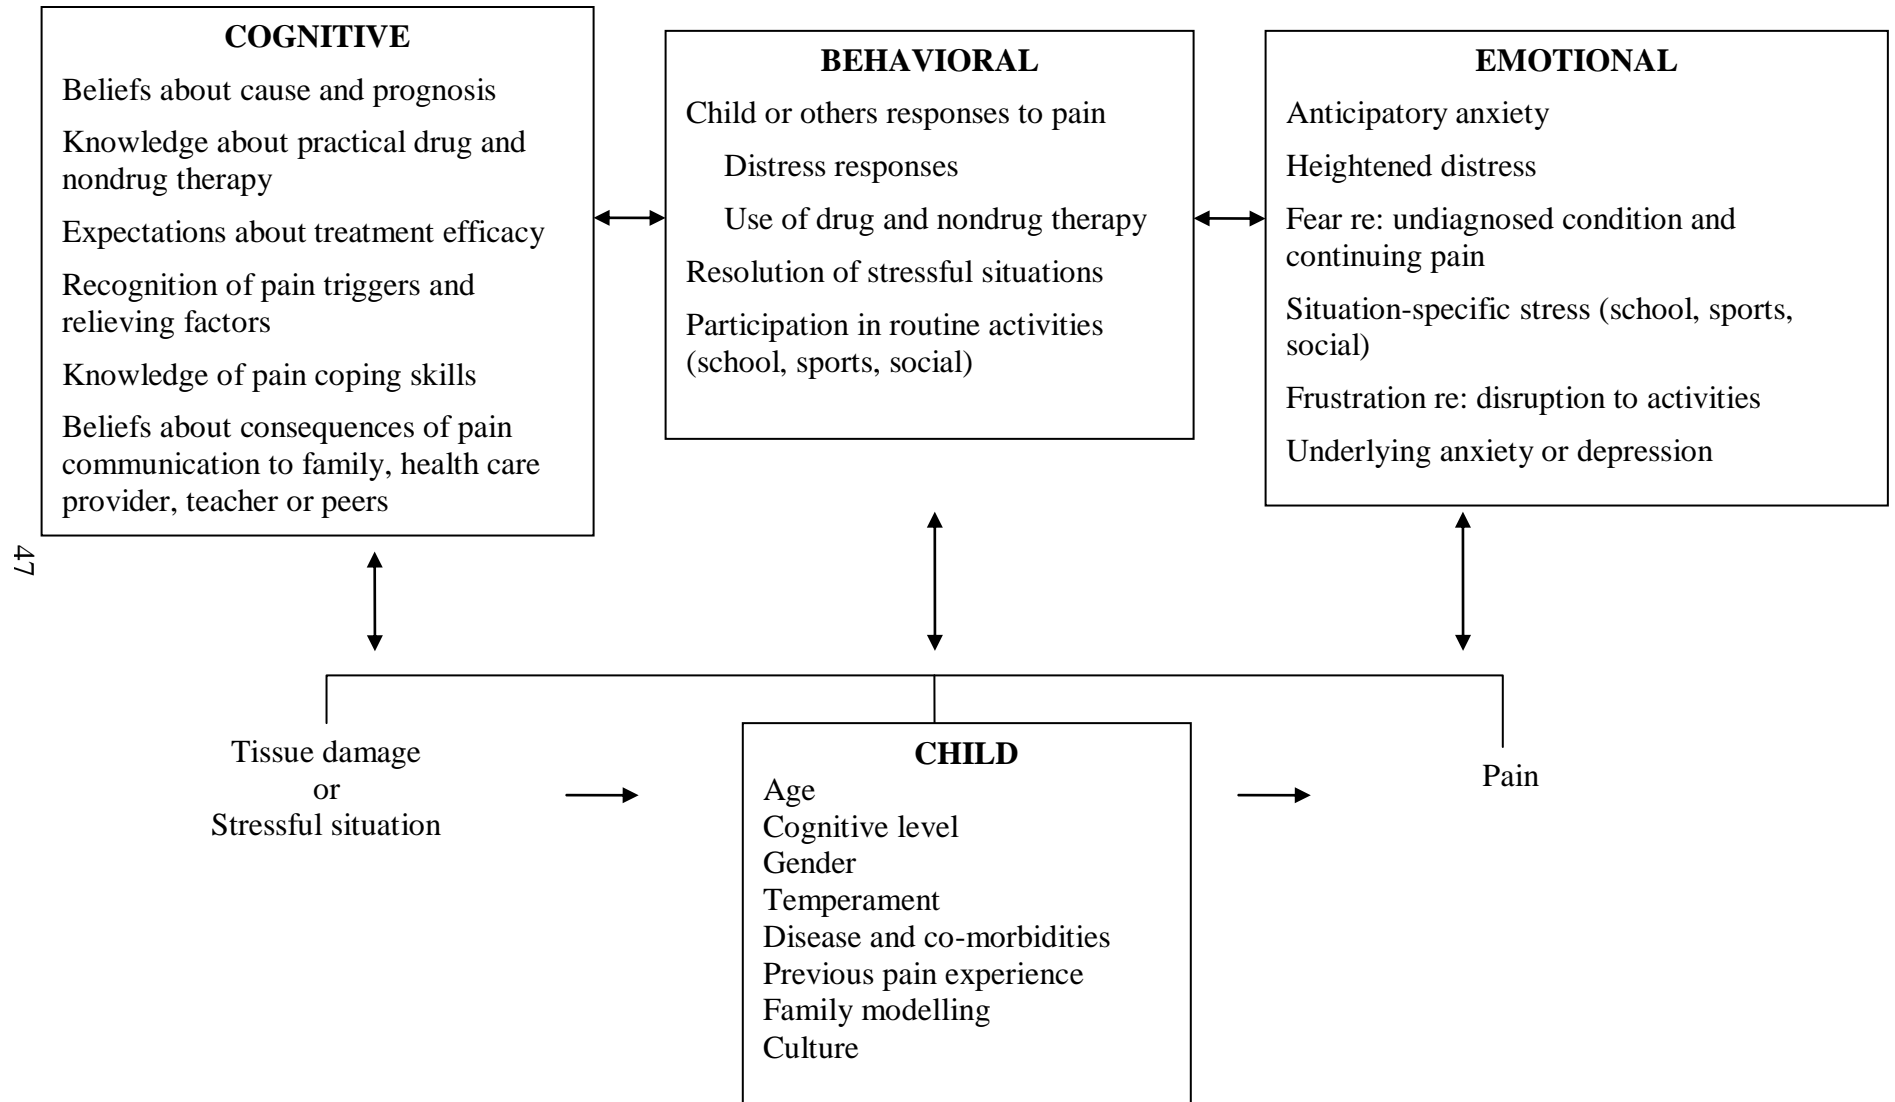 COGNITIVE
Beliefs about cause and prognosis
Knowledge about practical drug and
nondrug therapy
Expectations about treatment efficacy
Recognition of pain triggers and
relieving factors
Knowledge of pain coping skills
Beliefs about consequences of pain
communication to family, health care
provider, teacher or peers
BEHAVIORAL
Child or others responses to pain
Distress responses
Use of drug and nondrug therapy
Resolution of stressful situations
Participation in routine activities
(school, sports, social)
EMOTIONAL
Anticipatory anxiety
Heightened distress
Fear re: undiagnosed condition and
continuing pain
Situation-specific stress (school, sports,
social)
Frustration re: disruption to activities
Underlying anxiety or depression
47
Tissue damage
or
Stressful situation
CHILD
Age
Cognitive level
Gender
Temperament
Disease and co-morbidities
Previous pain experience
Family modelling
Culture
Pain